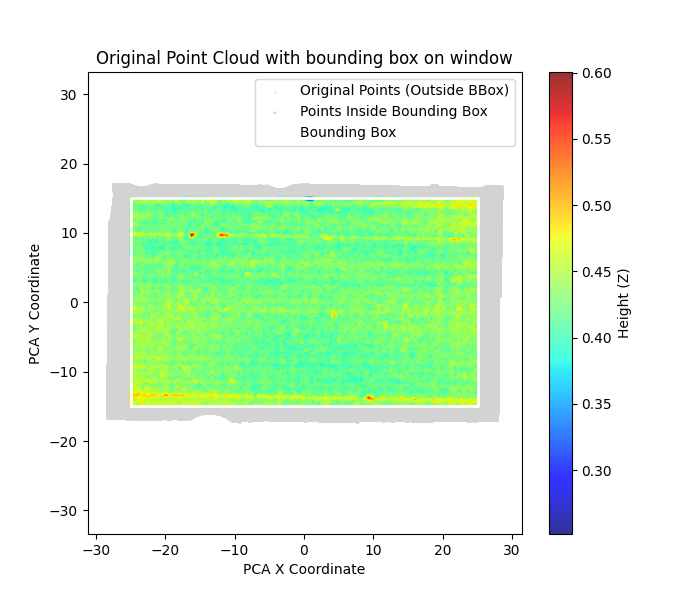 Original Point Cloud with bounding box on window
Original Points (Outside BBox)
Points Inside Bounding Box
Bounding Box
30
20
10
0
−10
−20
−30
PCA Y Coordinate
−30 −20 −10 0 10 20 30
PCA X Coordinate
0.60
0.55
0.50
0.45
0.40
0.35
0.30
Height (Z)